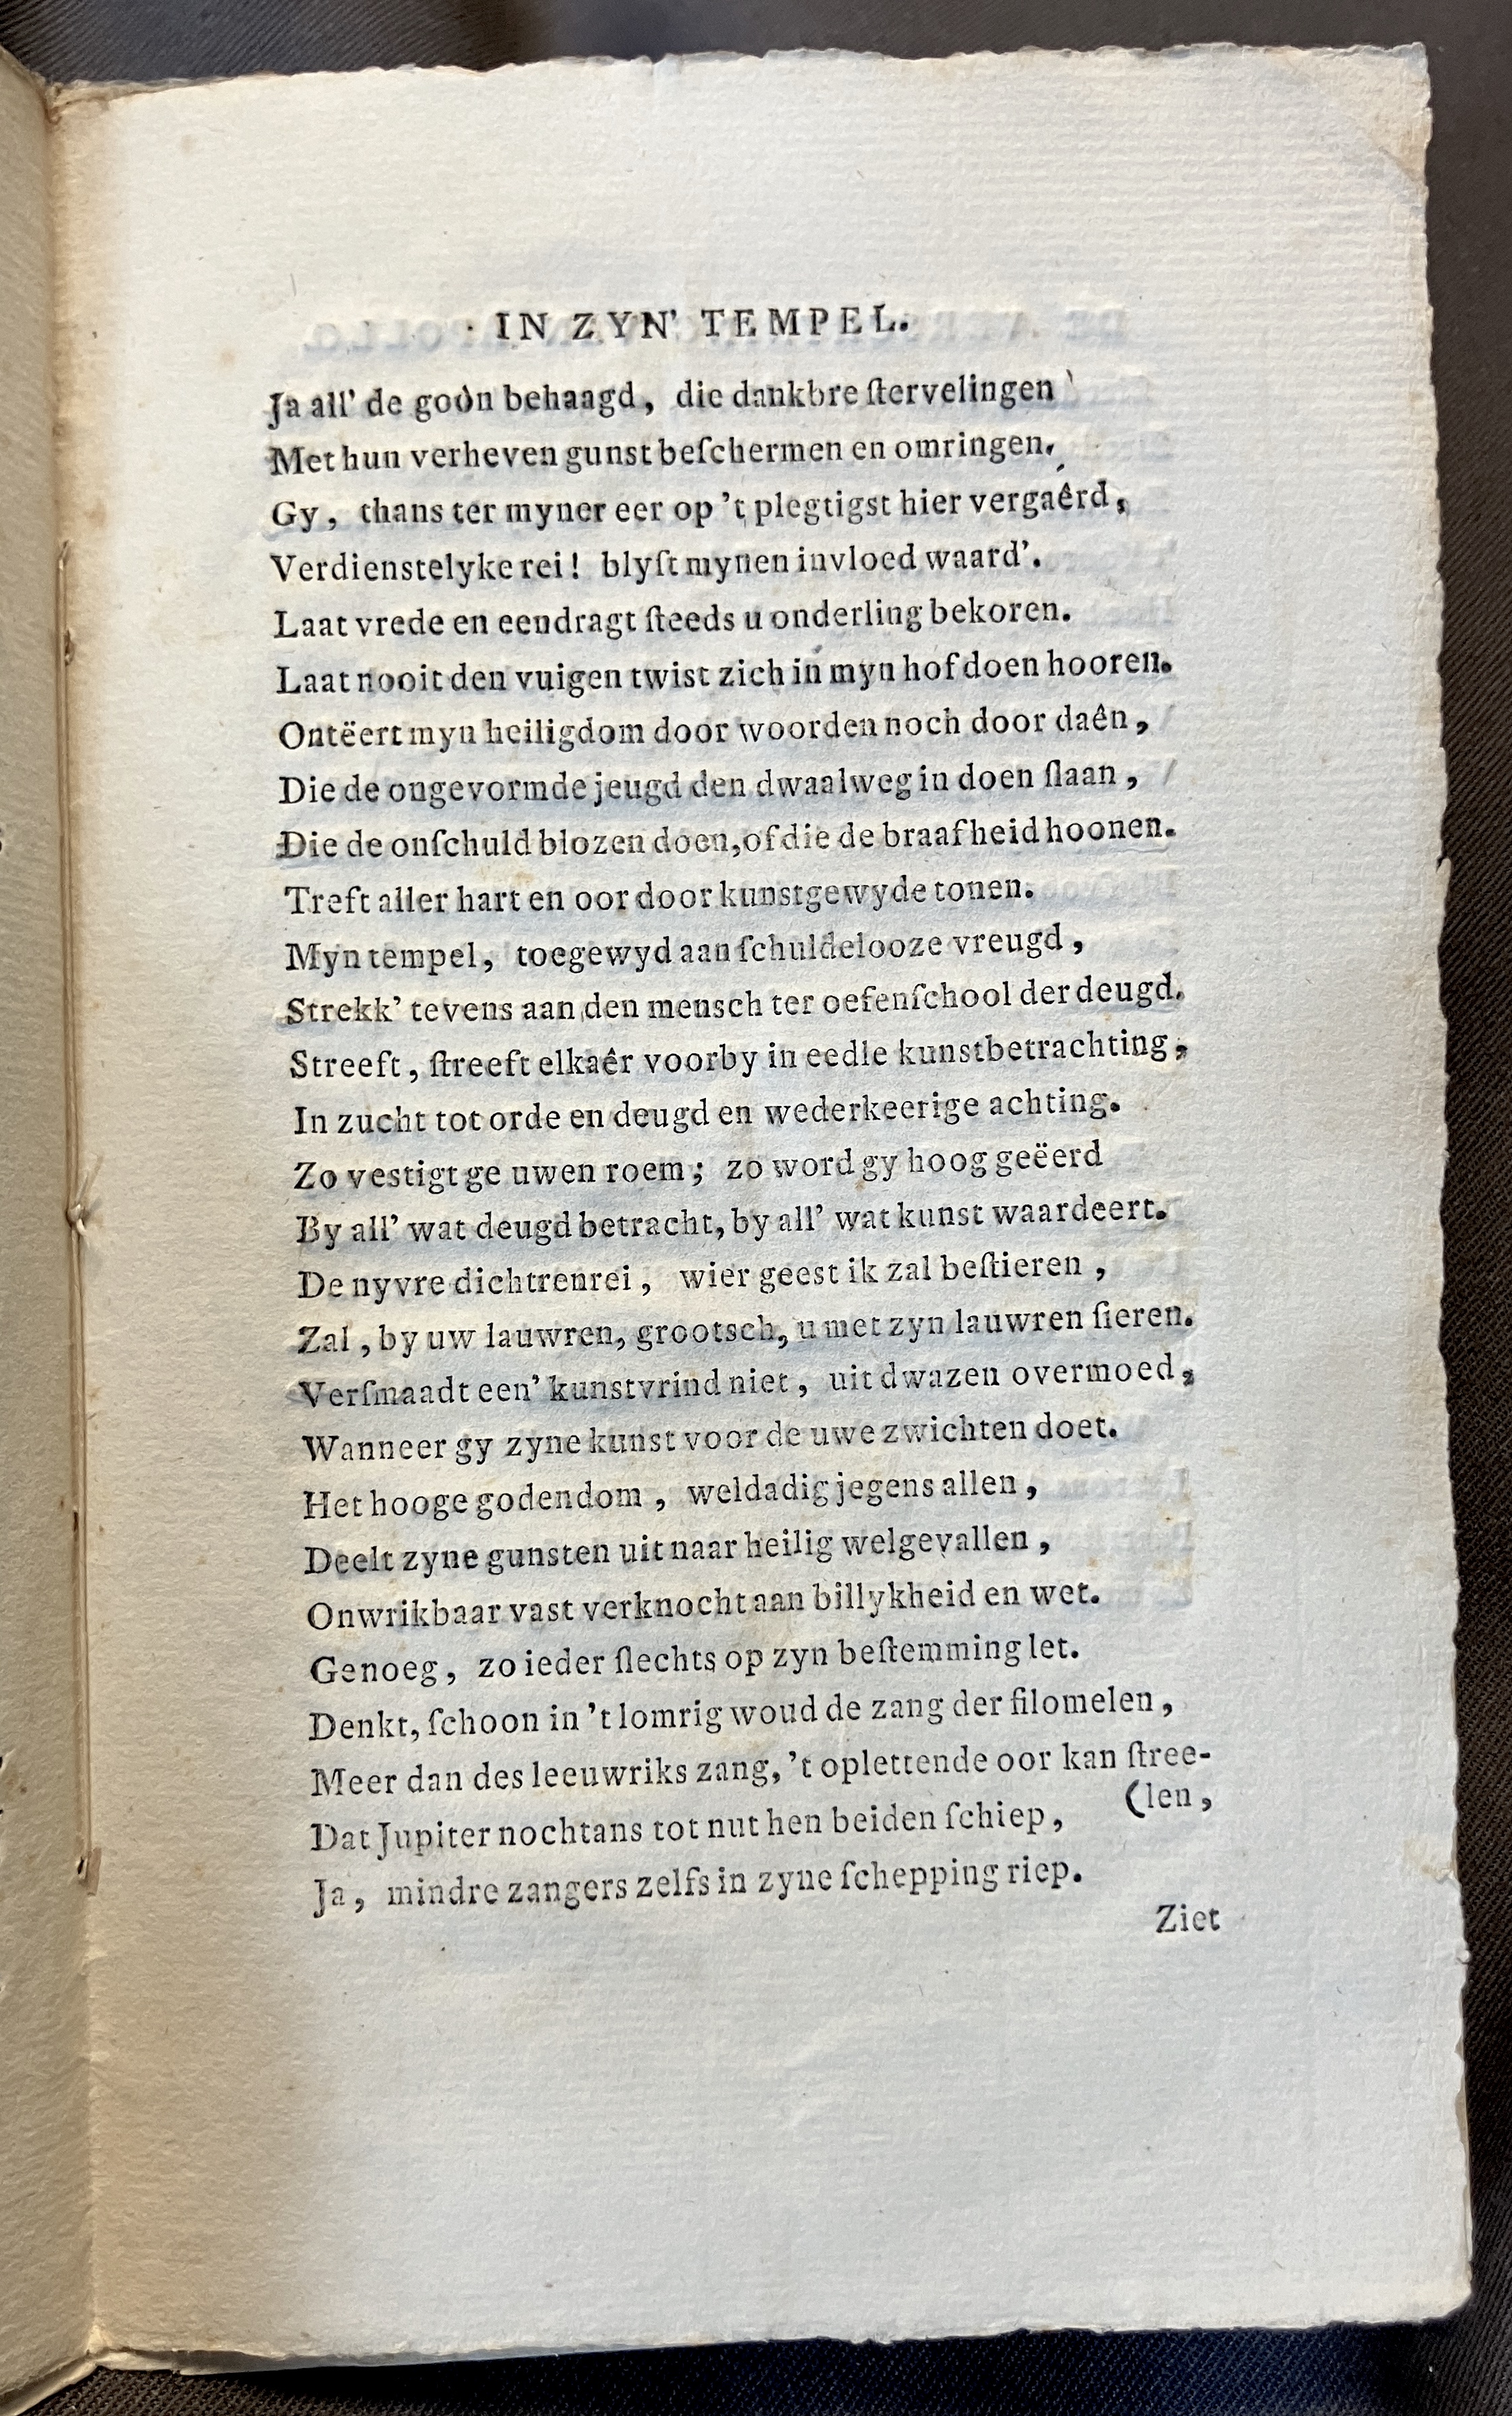 IN ZYN' TEMPEL.
Ja all' de goôn behaagd, die dankbre ſtervelingen
Met hun verheven gunst beſchermen en omringen.
Gy, thans ter myner eer op 't plegtigst hier vergaêrd,
Verdienstelyke rei! blyft mynen invloed waard'.
Laat vrede en eendragt ſteeds u onderling bekoren.
Laat nooit den vuigen twist zich in myn hof doen hooren.
Ontëert myn heiligdom door woorden noch door daên,
Die de ongevormde jeugd den dwaalweg in doen ſlaan,
Die de onſchuld blozen doen, of die de braafheid hoonen.
Treft aller hart en oor door kunstgewyde tonen.
Myn tempel, toegewyd aan ſchuldelooze vreugd,
Strekk' tevens aan den mensch ter oefenſchool der deugd.
Streeft, ſtreeft elkaêr voorby in eedle kunstbetrachting,
In zucht tot orde en deugd en wederkeerige achting.
Zo vestigt ge uwen roem; zo word gy hoog geëerd
By all' wat deugd betracht, by all' wat kunst waardeert.
De nyvre dichtrenrei, wier geest ik zal beſtieren,
Zal, by uw lauwren, grootsch, u met zyn lauwren ſieren.
Verſmaadt een' kunstvrind niet, uit dwazen overmoed,
Wanneer gy zyne kunst voor de uwe zwichten doet.
Het hooge godendom, weldadig jegens allen,
Deelt zyne gunsten uit naar heilig welgevallen,
Onwrikbaar vast verknocht aan billykheid en wet.
Genoeg, zo ieder ſlechts op zyn beſtemming let.
Denkt, ſchoon in 't lomrig woud de zang der filomelen,
Meer dan des leeuwriks zang, 't oplettende oor kan ſtree-
(len,
Dat Jupiter nochtans tot nut hen beiden ſchiep,
Ja, mindre zangers zelfs in zyne ſchepping riep.
Ziet